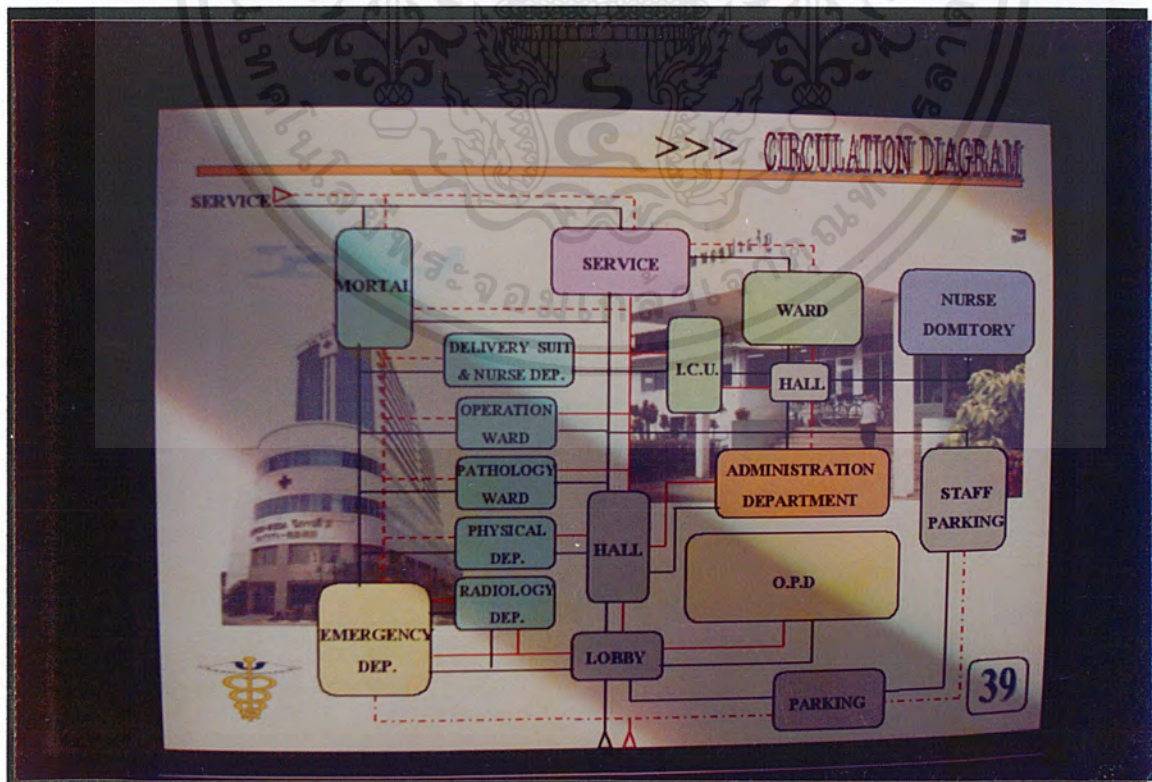 >>> CIRCULATION DIAGRAM
SERVICE
MORTAL
SERVICE
WARD
NURSE
DOMITORY
DELIVERY SUIT
& NURSE DEP.
I.C.U.
HALL
OPERATION
WARD
PATHOLOGY
WARD
ADMINISTRATION
DEPARTMENT
STAFF
PARKING
PHYSICAL
DEP.
HALL
O.P.D
RADIOLOGY
DEP.
EMERGENCY
DEP.
LOBBY
PARKING
39